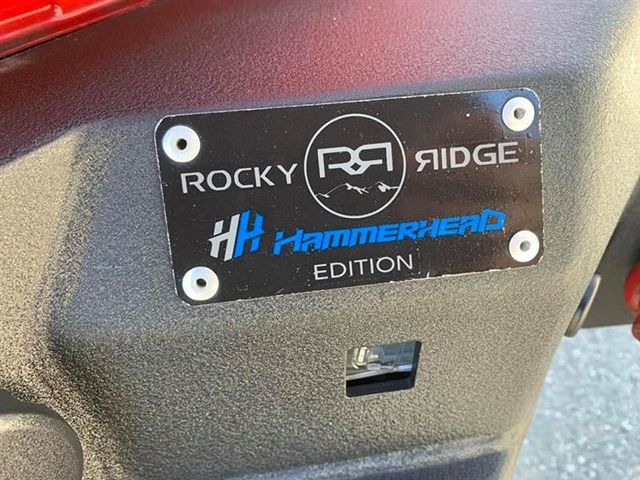 ROCKY RR RIDGE
HH HAMMERHEAD
EDITION